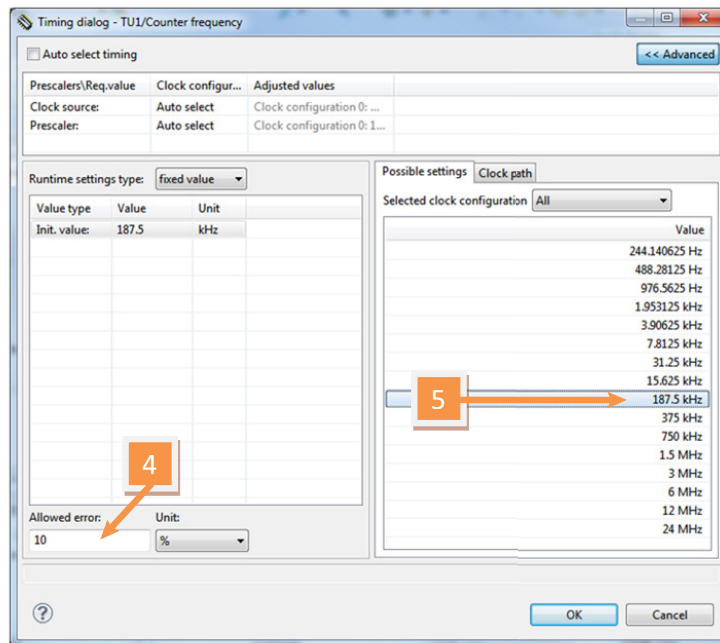 Timing dialog - TU1/Counter frequency
Auto select timing
<< Advanced
Prescalers\Req.value Clock configur... Adjusted values
Clock source: Auto select Clock configuration 0: ...
Prescaler: Auto select Clock configuration 0: 1...
Runtime settings type: fixed value
Value type Value Unit
Init. value: 187.5 kHz
4
Allowed error: Unit:
10 %
Possible settings Clock path
Selected clock configuration All
Value
244.140625 Hz
488.28125 Hz
976.5625 Hz
1.953125 kHz
3.90625 kHz
7.8125 kHz
31.25 kHz
15.625 kHz
5 187.5 kHz
375 kHz
750 kHz
1.5 MHz
3 MHz
6 MHz
12 MHz
24 MHz
?
OK Cancel